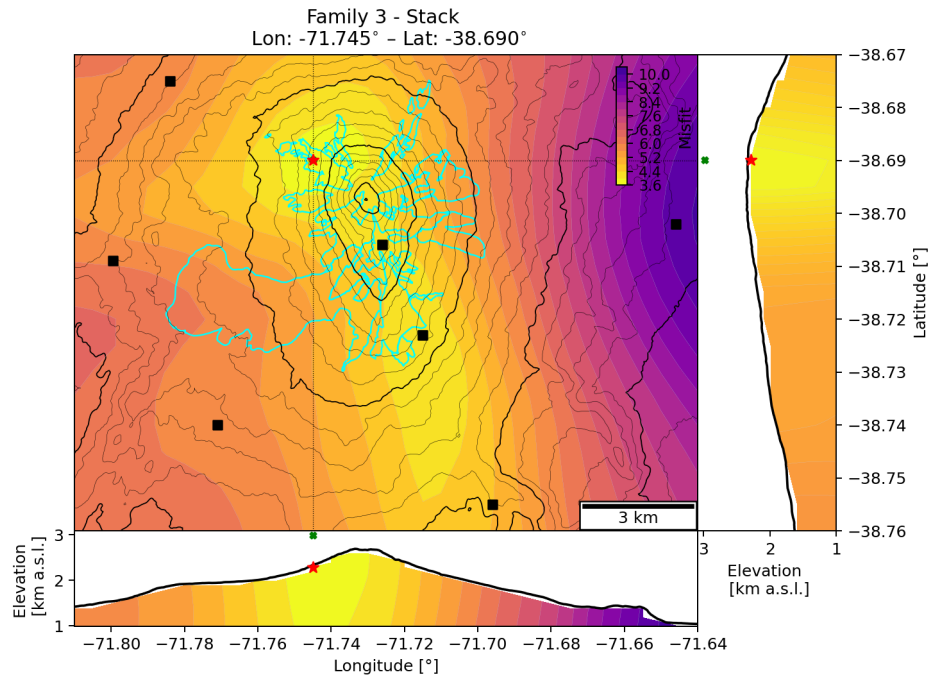 Family 3 - Stack
Lon: -71.745° – Lat: -38.690°
10.0
9.2
8.4
7.6
6.8
6.0
5.2
4.4
3.6
Misfit
−38.67
−38.68
−38.69
−38.70
−38.71
−38.72
−38.73
−38.74
−38.75
−38.76
Latitude [°]
3 km
3 2 1
Elevation
[km a.s.l.]
3
2
1
Elevation
[km a.s.l.]
−71.80 −71.78 −71.76 −71.74 −71.72 −71.70 −71.68 −71.66 −71.64
Longitude [°]